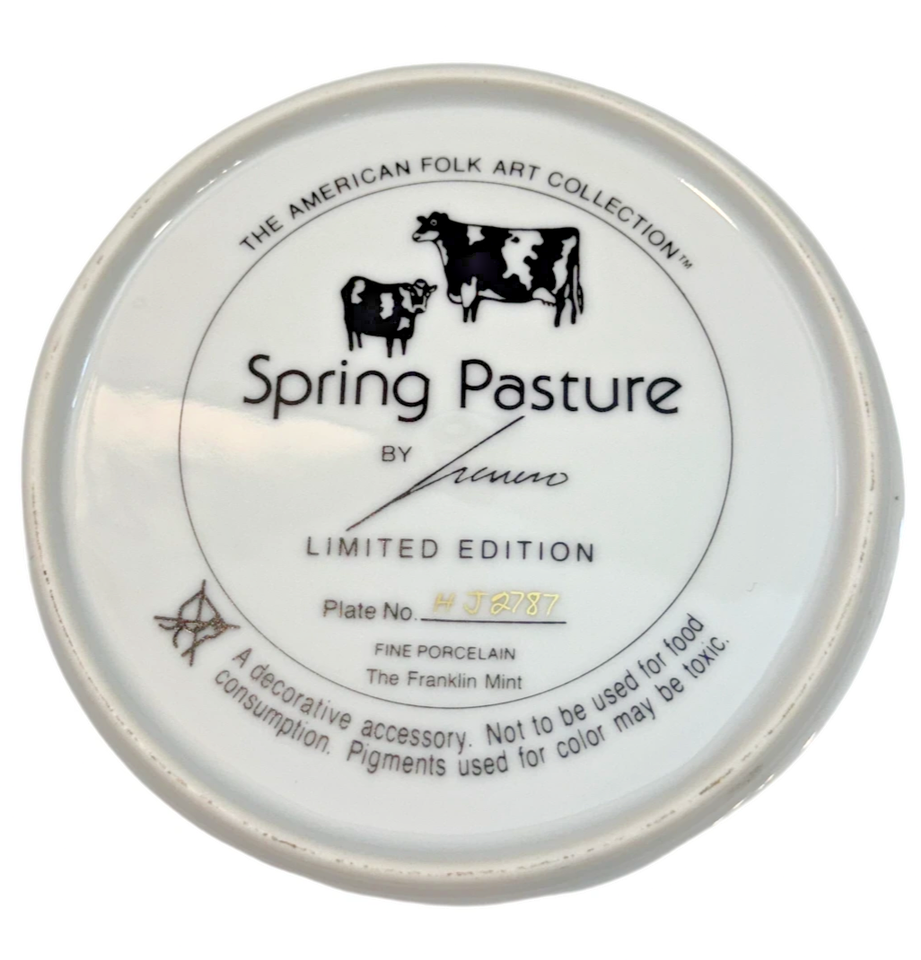 THE AMERICAN FOLK ART COLLECTION™
Spring Pasture
BY
LIMITED EDITION
Plate No. HJ2787
FINE PORCELAIN
The Franklin Mint
A decorative accessory. Not to be used for food
consumption. Pigments used for color may be toxic.